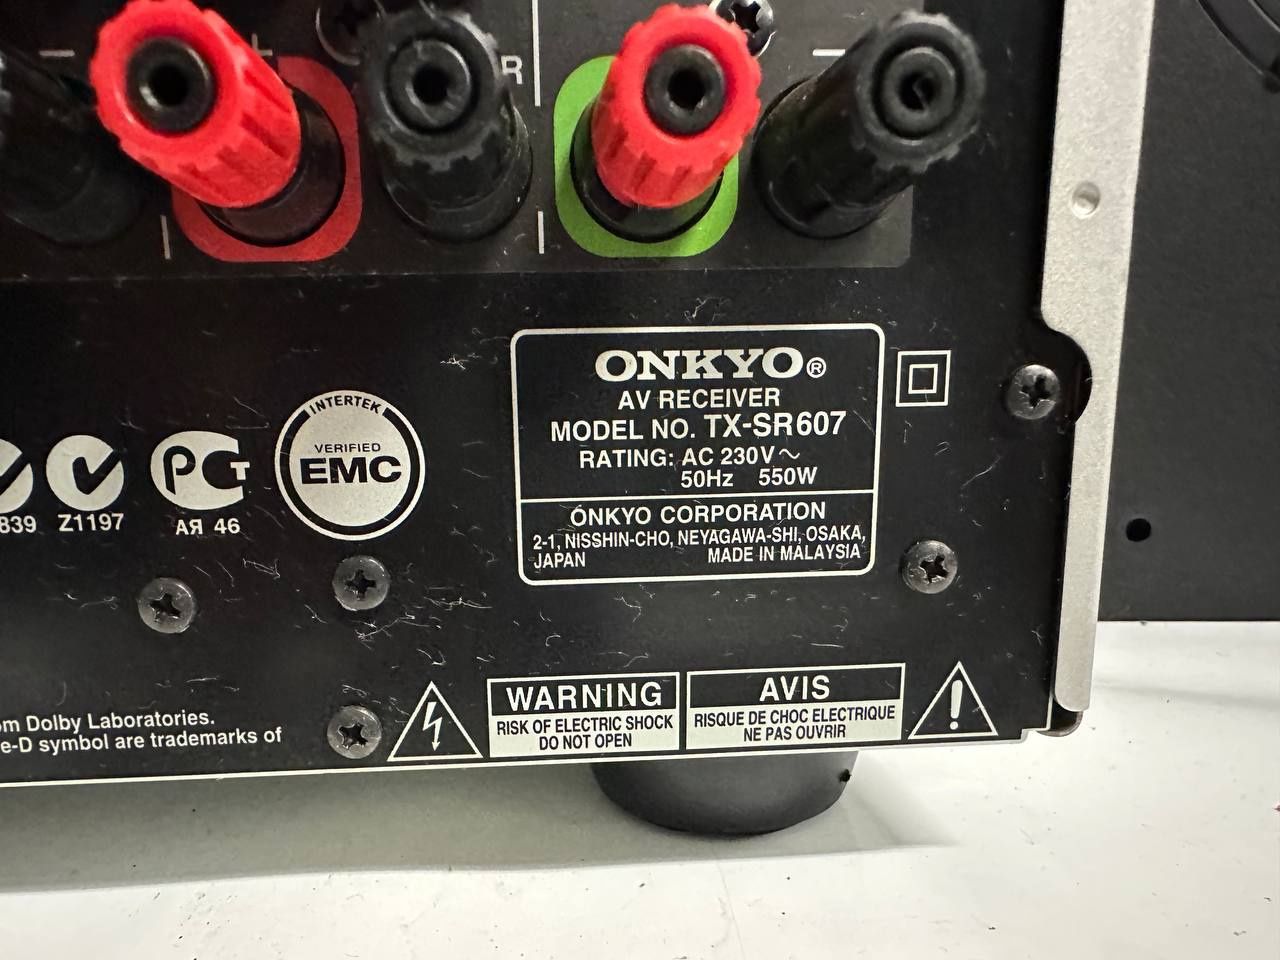 R
ONKYO®
AV RECEIVER
MODEL NO. TX-SR607
RATING: AC 230V~
50Hz 550W
ONKYO CORPORATION
2-1, NISSHIN-CHO, NEYAGAWA-SHI, OSAKA,
JAPAN MADE IN MALAYSIA
INTERTEK
VERIFIED
EMC
РСТ
839 Z1197 АЯ 46
om Dolby Laboratories.
e-D symbol are trademarks of
WARNING
RISK OF ELECTRIC SHOCK
DO NOT OPEN
AVIS
RISQUE DE CHOC ELECTRIQUE
NE PAS OUVRIR